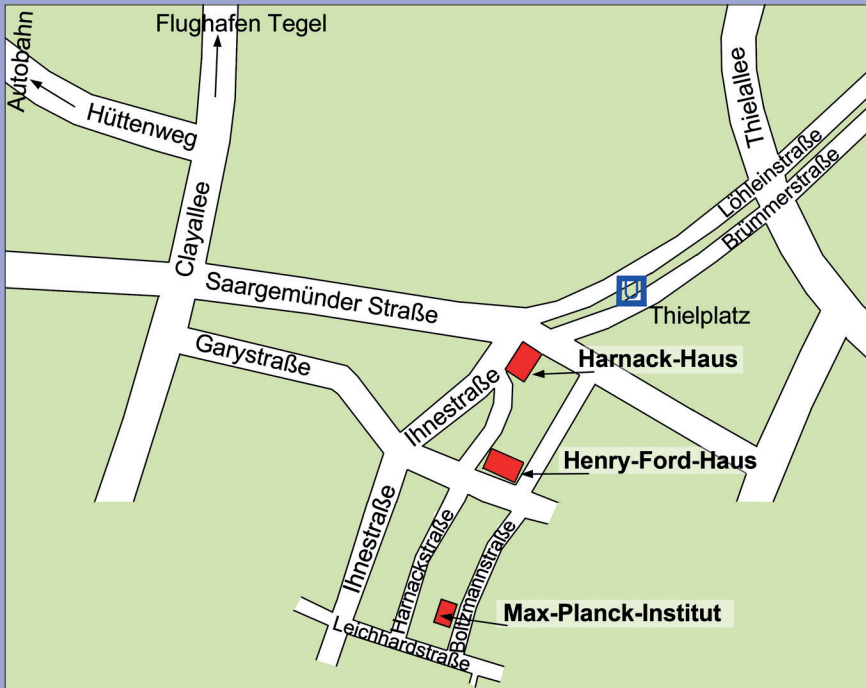 Flughafen Tegel
Autobahn
Hüttenweg
Thielallee
Clayallee
Löhleinstraße
Brümmerstraße
Saargemünder Straße
U
Thielplatz
Garystraße
Harnack-Haus
Ihnestraße
Henry-Ford-Haus
Ihnestraße
Harnackstraße
Boltzmannstraße
Max-Planck-Institut
Leichhardstraße